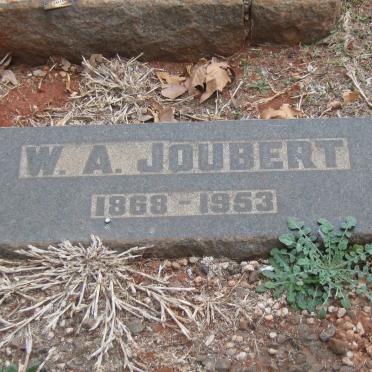 W. A. JOUBERT
1868 - 1953